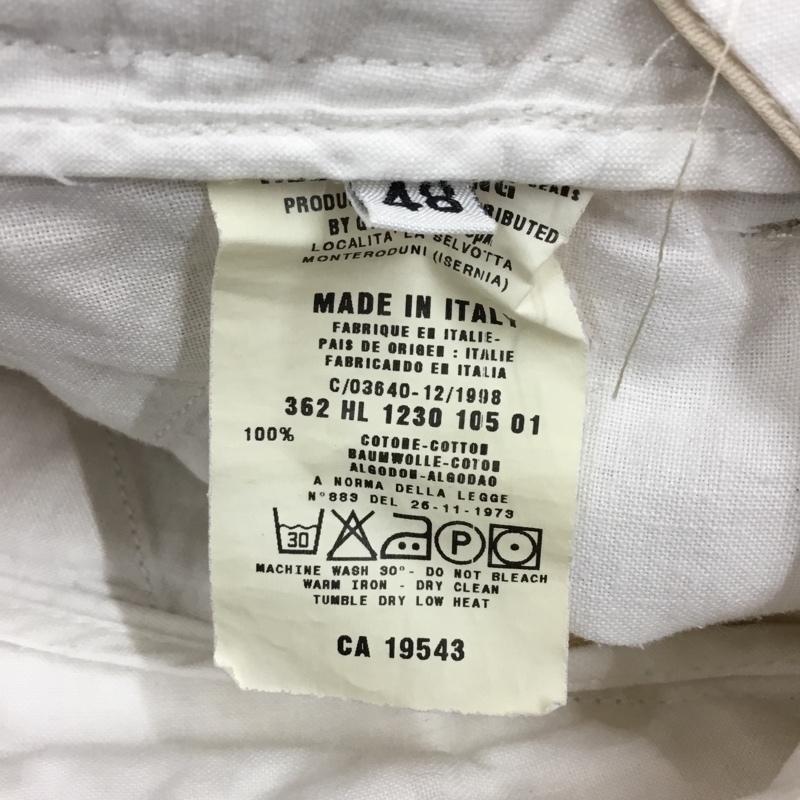 48
JEANS
BY
LOCALITA' LA SELVOTTA
MONTERODUNI (ISERNIA)
MADE IN ITALY
FABRIQUE EN ITALIE-
PAIS DE ORIGEN : ITALIE
FABRICANDO EN ITALIA
C/03640-12/1998
362 HL 1230 105 01
100% COTONE-COTTON
BAUMWOLLE-COTON
ALGODON-ALGODAO
A NORMA DELLA LEGGE
N°883 DEL 26-11-1973
30 P
MACHINE WASH 30°- DO NOT BLEACH
WARM IRON - DRY CLEAN
TUMBLE DRY LOW HEAT
CA 19543